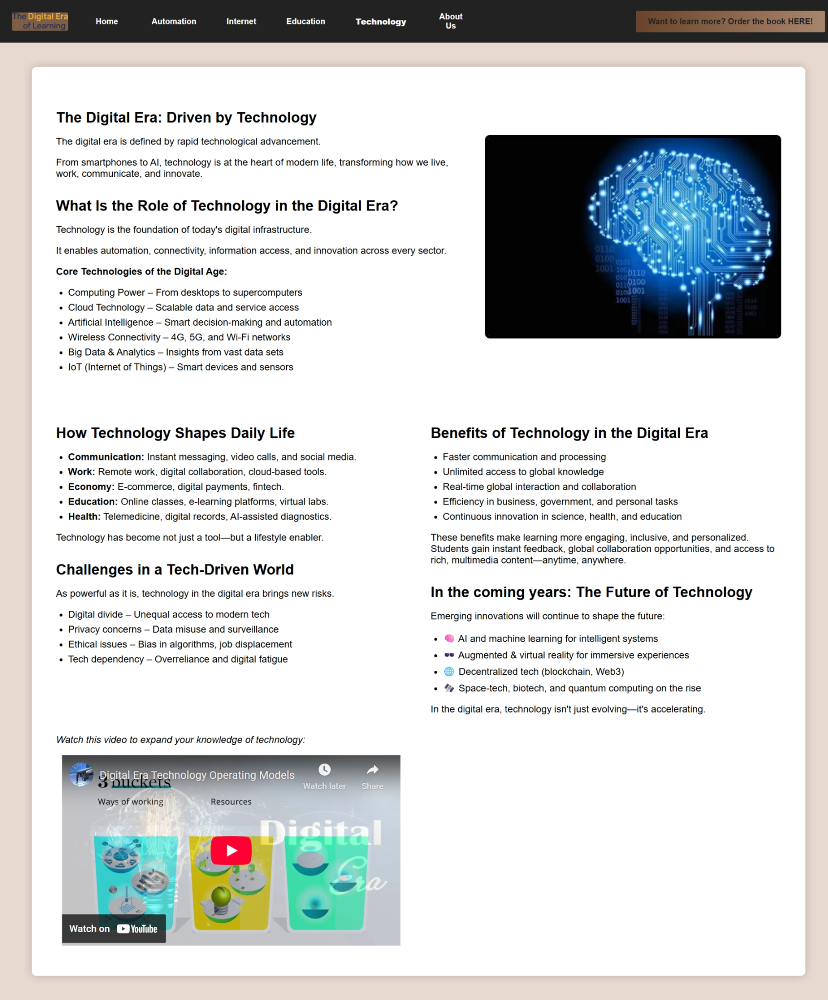 The Digital Era
of Learning
Home
Automation
Internet
Education
Technology
About
Us
Want to learn more? Order the book HERE!
The Digital Era: Driven by Technology
The digital era is defined by rapid technological advancement.
From smartphones to AI, technology is at the heart of modern life, transforming how we live,
work, communicate, and innovate.
What Is the Role of Technology in the Digital Era?
Technology is the foundation of today's digital infrastructure.
It enables automation, connectivity, information access, and innovation across every sector.
Core Technologies of the Digital Age:
• Computing Power – From desktops to supercomputers
• Cloud Technology – Scalable data and service access
• Artificial Intelligence – Smart decision-making and automation
• Wireless Connectivity – 4G, 5G, and Wi-Fi networks
• Big Data & Analytics – Insights from vast data sets
• IoT (Internet of Things) – Smart devices and sensors
0110
0100
1001
0110
0100
1001
How Technology Shapes Daily Life
• Communication: Instant messaging, video calls, and social media.
• Work: Remote work, digital collaboration, cloud-based tools.
• Economy: E-commerce, digital payments, fintech.
• Education: Online classes, e-learning platforms, virtual labs.
• Health: Telemedicine, digital records, AI-assisted diagnostics.
Technology has become not just a tool—but a lifestyle enabler.
Challenges in a Tech-Driven World
As powerful as it is, technology in the digital era brings new risks.
• Digital divide – Unequal access to modern tech
• Privacy concerns – Data misuse and surveillance
• Ethical issues – Bias in algorithms, job displacement
• Tech dependency – Overreliance and digital fatigue
Benefits of Technology in the Digital Era
• Faster communication and processing
• Unlimited access to global knowledge
• Real-time global interaction and collaboration
• Efficiency in business, government, and personal tasks
• Continuous innovation in science, health, and education
These benefits make learning more engaging, inclusive, and personalized.
Students gain instant feedback, global collaboration opportunities, and access to
rich, multimedia content—anytime, anywhere.
In the coming years: The Future of Technology
Emerging innovations will continue to shape the future:
• 🧠 AI and machine learning for intelligent systems
• 🕶️ Augmented & virtual reality for immersive experiences
• 🌐 Decentralized tech (blockchain, Web3)
• 🛰️ Space-tech, biotech, and quantum computing on the rise
In the digital era, technology isn't just evolving—it's accelerating.
Watch this video to expand your knowledge of technology:
Digital Era Technology Operating Models
Watch later
Share
3 buckets
Ways of working
Resources
Digital
Era
Watch on YouTube